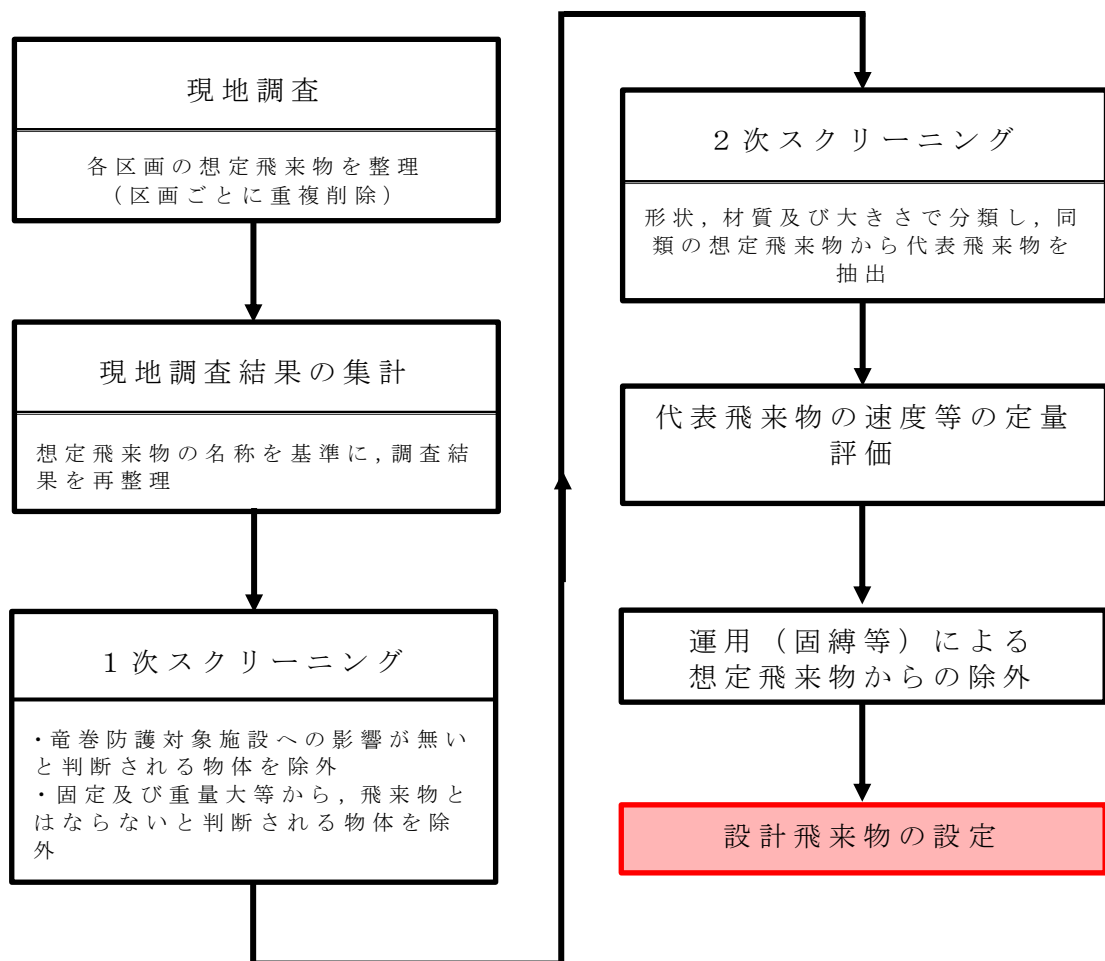 現地調査
各区画の想定飛来物を整理
（区画ごとに重複削除）
現地調査結果の集計
想定飛来物の名称を基準に，調査結
果を再整理
１次スクリーニング
・竜巻防護対象施設への影響が無い
と判断される物体を除外
・固定及び重量大等から，飛来物と
はならないと判断される物体を除
外
２次スクリーニング
形状，材質及び大きさで分類し，同
類の想定飛来物から代表飛来物を
抽出
代表飛来物の速度等の定量
評価
運用（固縛等）による
想定飛来物からの除外
設計飛来物の設定